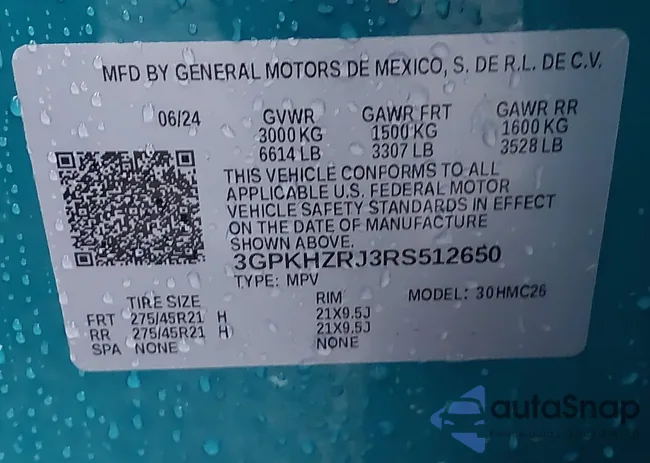 MFD BY GENERAL MOTORS DE MEXICO, S. DE R.L. DE C.V.
06/24 GVWR GAWR FRT GAWR RR
3000 KG 1500 KG 1600 KG
6614 LB 3307 LB 3528 LB
THIS VEHICLE CONFORMS TO ALL
APPLICABLE U.S. FEDERAL MOTOR
VEHICLE SAFETY STANDARDS IN EFFECT
ON THE DATE OF MANUFACTURE
SHOWN ABOVE.
3GPKHZRJ3RS512650
TYPE: MPV MODEL: 30HMC26
TIRE SIZE RIM
FRT 275/45R21 H 21X9.5J
RR 275/45R21 H 21X9.5J
SPA NONE NONE
autoSnap